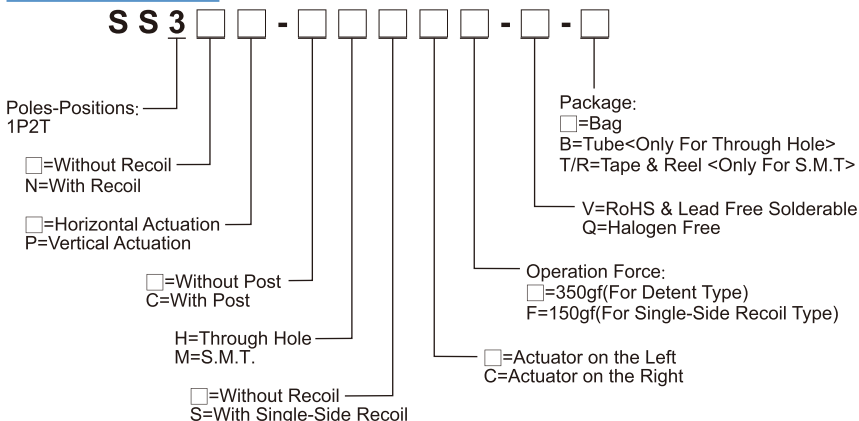 SS3□□-□□□□□-□-□
Poles-Positions:
1P2T
□=Without Recoil
N=With Recoil
□=Horizontal Actuation
P=Vertical Actuation
□=Without Post
C=With Post
H=Through Hole
M=S.M.T.
□=Without Recoil
S=With Single-Side Recoil
Package:
□=Bag
B=Tube<Only For Through Hole>
T/R=Tape & Reel <Only For S.M.T>
V=RoHS & Lead Free Solderable
Q=Halogen Free
Operation Force:
□=350gf(For Detent Type)
F=150gf(For Single-Side Recoil Type)
□=Actuator on the Left
C=Actuator on the Right